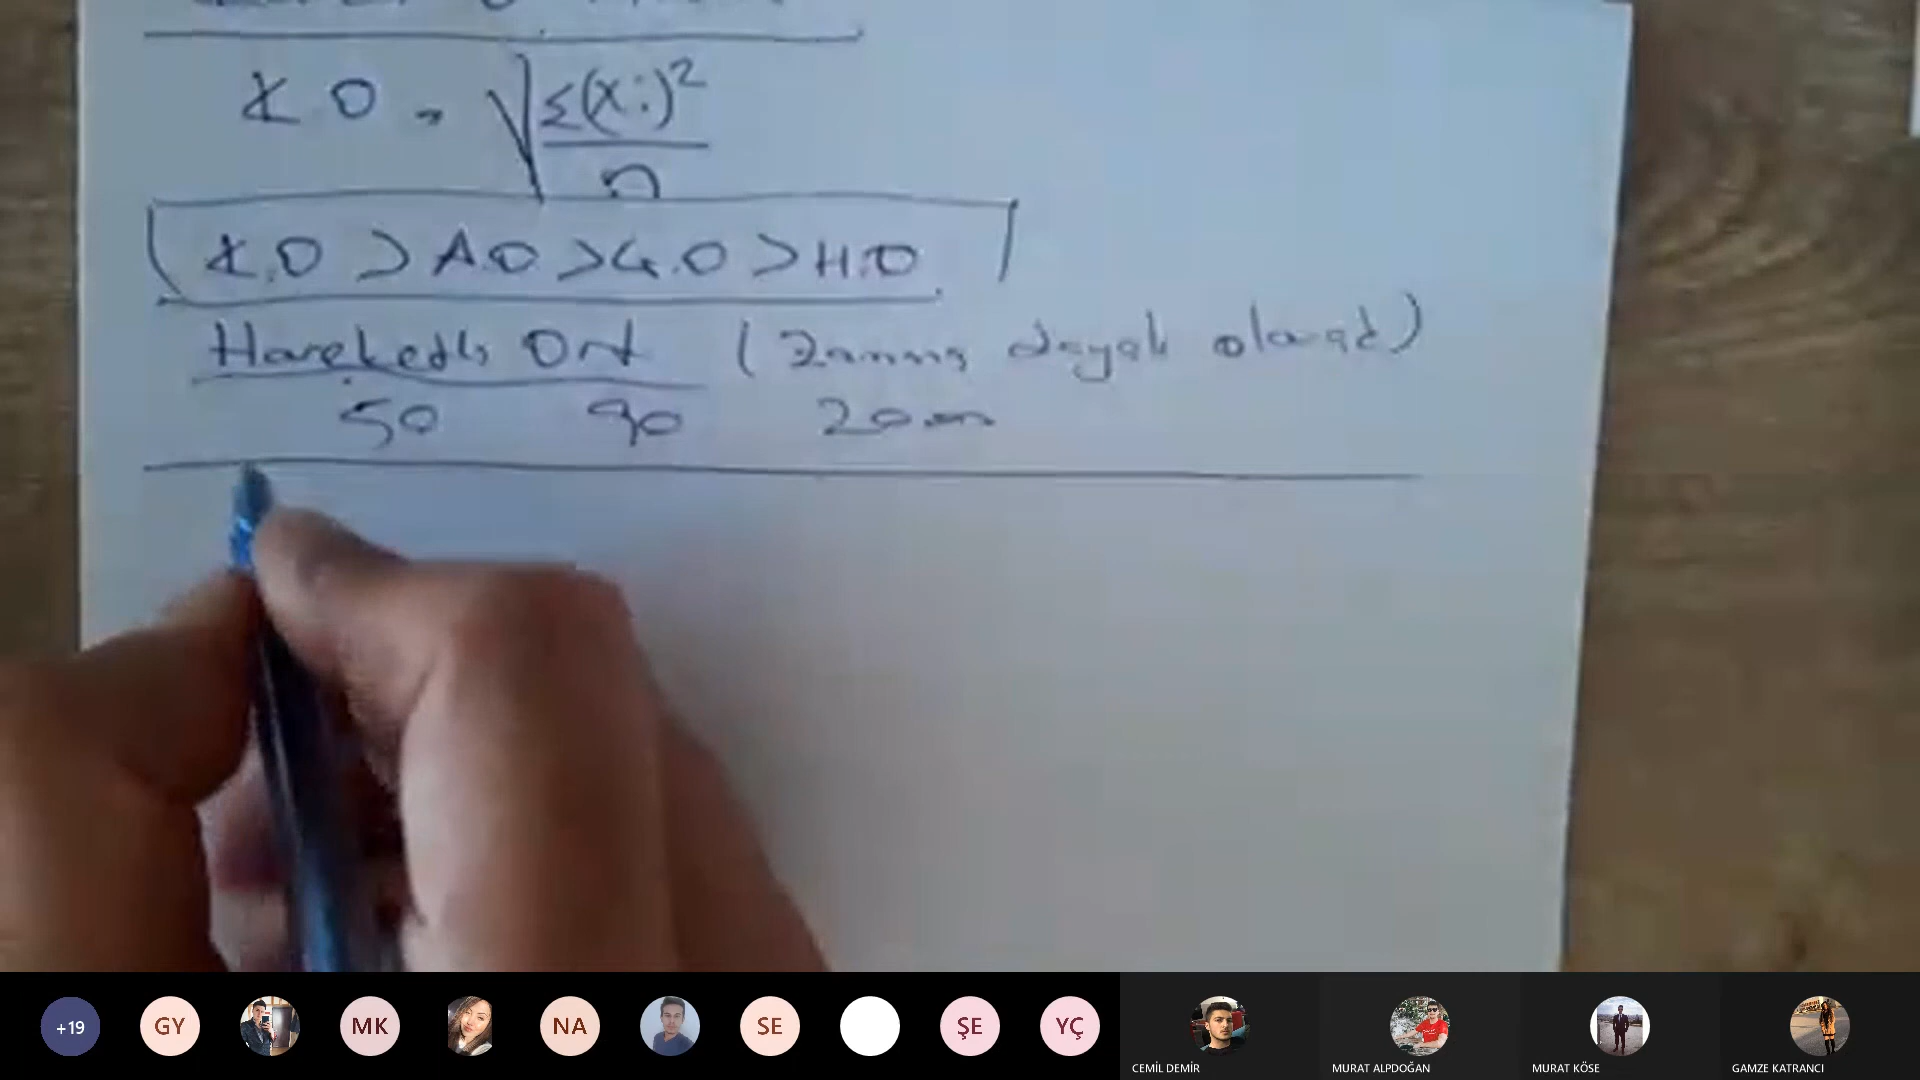 K.O = √Σ(xi)²
n
K.O > A.O > G.O > H.O
Hareketli Ort (Zamana dayalı olarak)
50 90 200
+19
GY
MK
NA
SE
ŞE
YÇ
CEMİL DEMİR
MURAT ALPDOĞAN
MURAT KÖSE
GAMZE KATRANCI